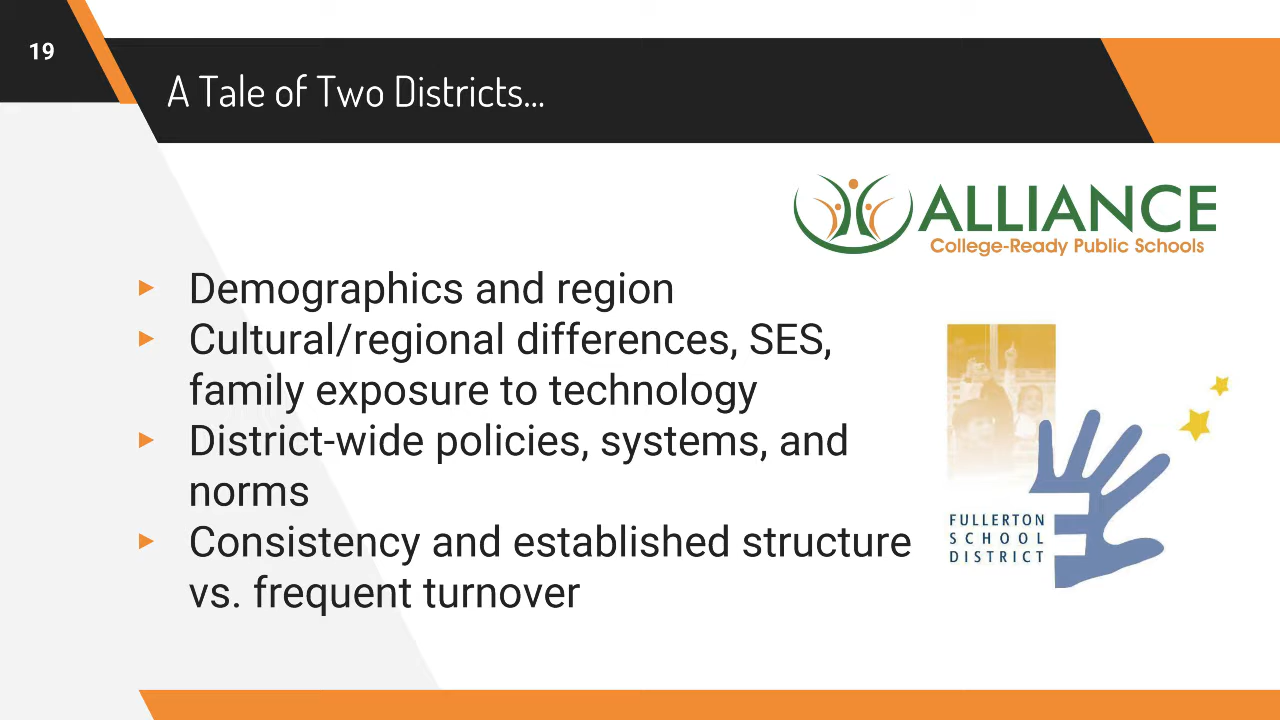 19
A Tale of Two Districts...
ALLIANCE
College-Ready Public Schools
▸ Demographics and region
▸ Cultural/regional differences, SES,
family exposure to technology
▸ District-wide policies, systems, and
norms
▸ Consistency and established structure
vs. frequent turnover
FULLERTON
SCHOOL
DISTRICT